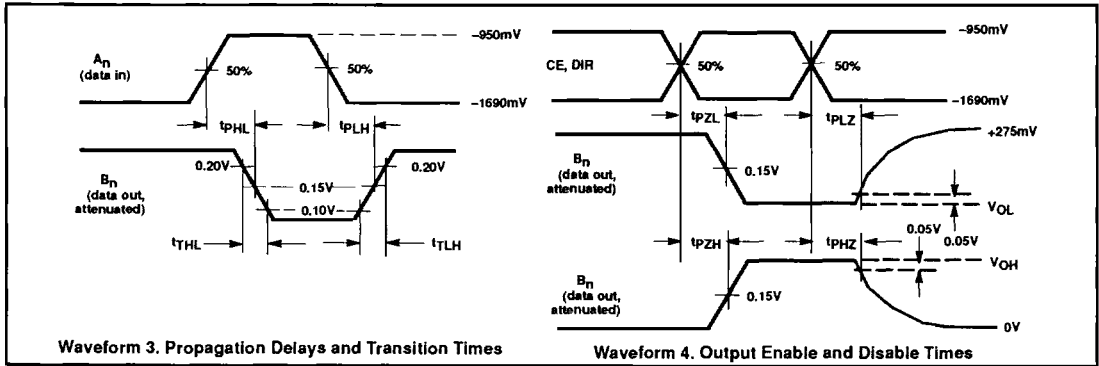 An
(data in)
50%
50%
–950mV
–1690mV
tPHL
tPLH
Bn
(data out,
attenuated)
0.20V
0.15V
0.10V
0.20V
tTHL
tTLH
Waveform 3. Propagation Delays and Transition Times
CE, DIR
50%
50%
–950mV
–1690mV
tPZL
tPLZ
+275mV
Bn
(data out,
attenuated)
0.15V
VOL
0.05V
0.05V
tPZH
tPHZ
VOH
Bn
(data out,
attenuated)
0.15V
0V
Waveform 4. Output Enable and Disable Times